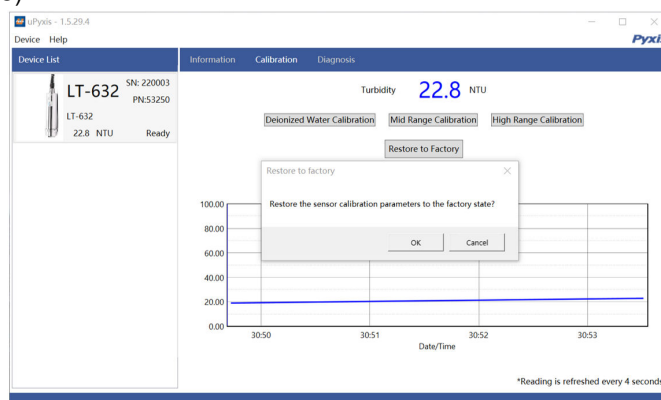 uPyxis - 1.5.29.4
Device Help
Device List
Information Calibration Diagnosis
LT-632
SN: 220003
PN:53250
LT-632
22.8 NTU Ready
Turbidity 22.8 NTU
Deionized Water Calibration Mid Range Calibration High Range Calibration
Restore to Factory
Restore to factory
Restore the sensor calibration parameters to the factory state?
OK Cancel
100.00
80.00
60.00
40.00
20.00
0.00
30:50 30:51 30:52 30:53
Date/Time
*Reading is refreshed every 4 seconds